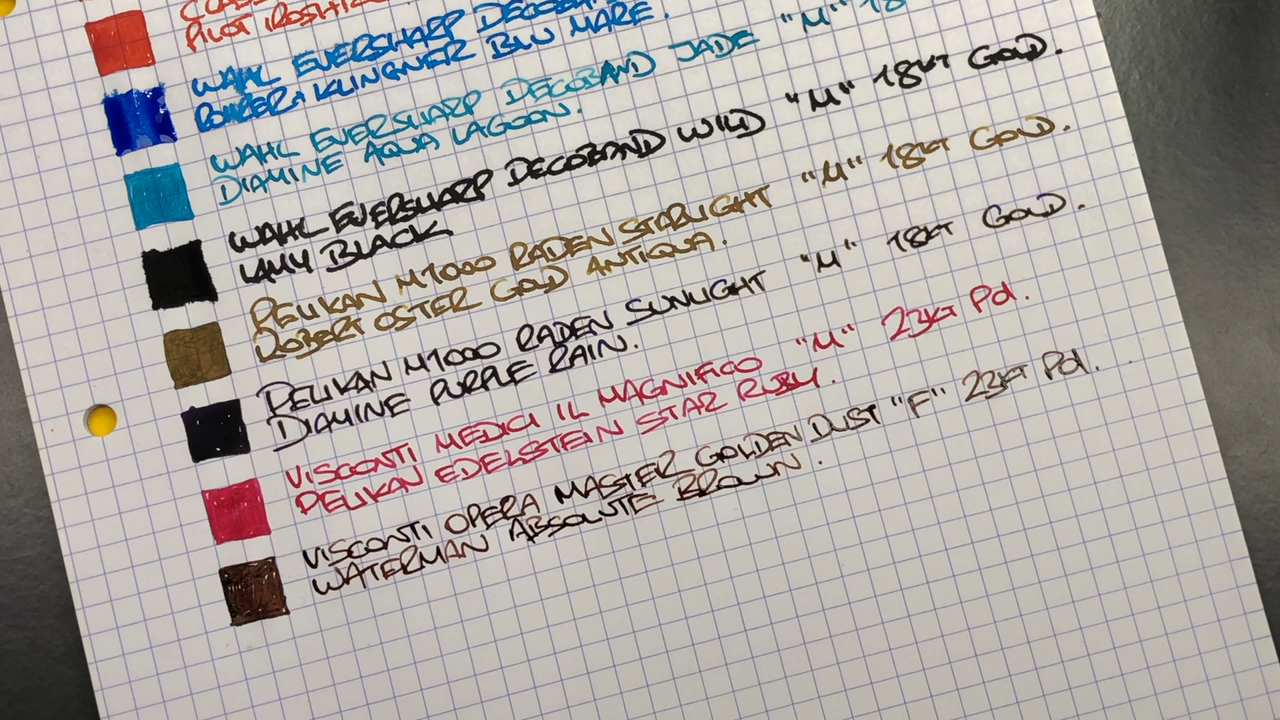 PILOT IROSHIZ
WAHL EVERSHARP DECOBA
ROHRER + KLINGNER BLU MARE.
WAHL EVERSHARP DECOBAND JADE "M" 18
DIAMINE AQUA LAGOON.
WAHL EVERSHARP DECOBAND WILD "M" 18KT GOLD.
LAMY BLACK
PELIKAN M1000 RADEN STARLIGHT "M" 18KT GOLD.
ROBERT OSTER GOLD ANTIQUA.
PELIKAN M1000 RADEN SUNLIGHT "M" 18KT GOLD.
DIAMINE PURPLE RAIN.
VISCONTI MEDICI IL MAGNIFICO "M" 23KT Pd.
PELIKAN EDELSTEIN STAR RUBY.
VISCONTI OPERA MASTER GOLDEN DUST "F" 23KT Pd.
WATERMAN ABSOLUTE BROWN.